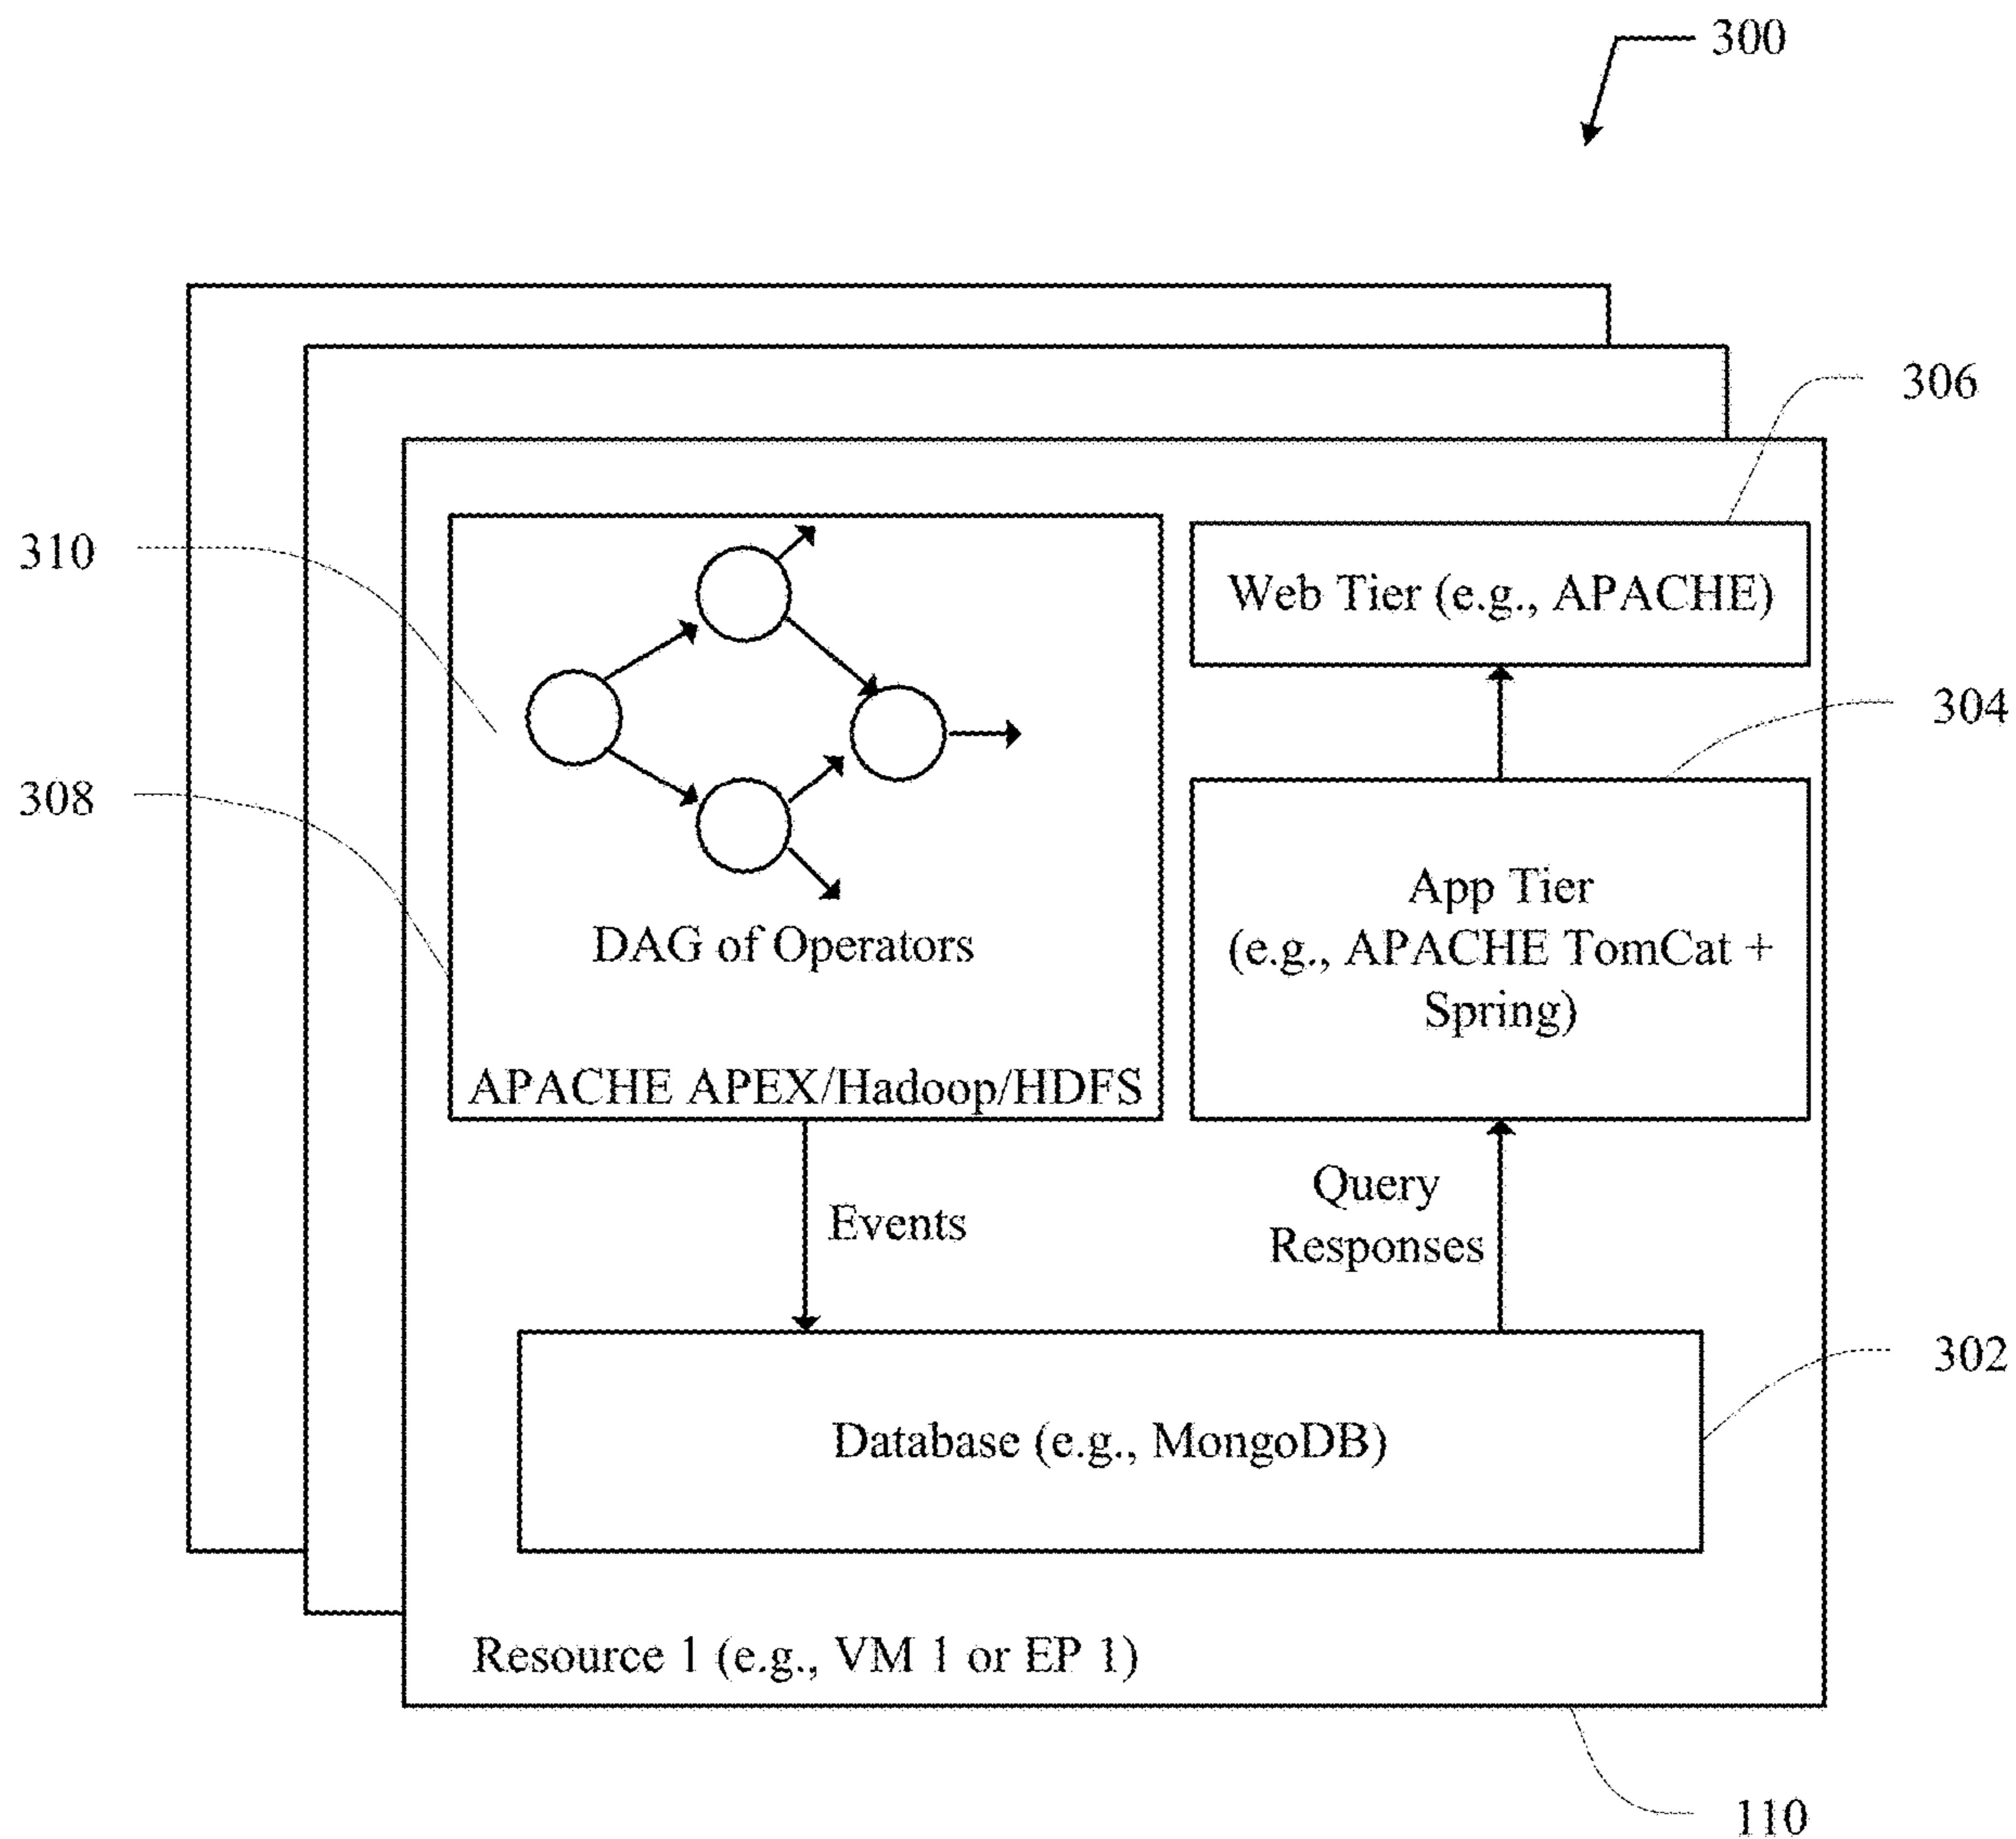 300
306
310
Web Tier (e.g., APACHE)
304
308
App Tier
(e.g., APACHE TomCat +
Spring)
DAG of Operators
APACHE APEX/Hadoop/HDFS
Events
Query
Responses
302
Database (e.g., MongoDB)
Resource 1 (e.g., VM 1 or EP 1)
110